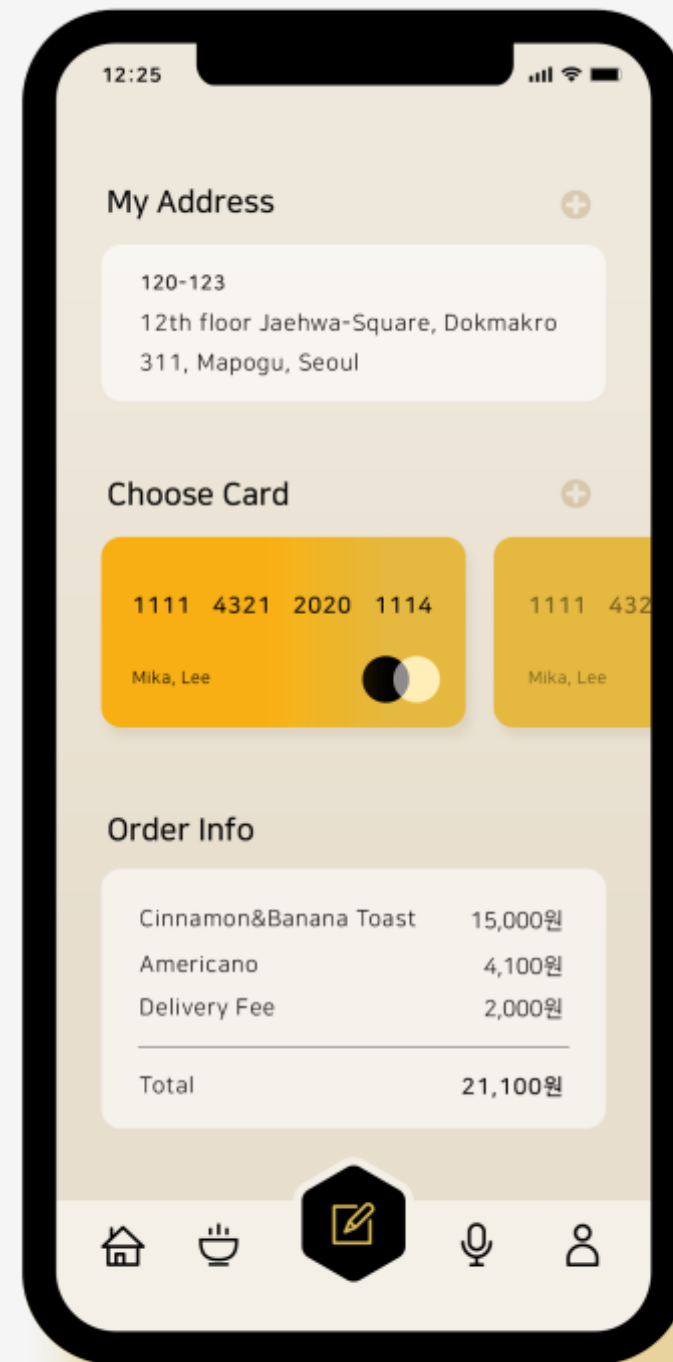 12:25
My Address
120-123
12th floor Jaehwa-Square, Dokmakro
311, Mapogu, Seoul
Choose Card
1111 4321 2020 1114
1111 432
Mika, Lee
Mika, Lee
Order Info
Cinnamon&Banana Toast 15,000원
Americano 4,100원
Delivery Fee 2,000원
Total 21,100원